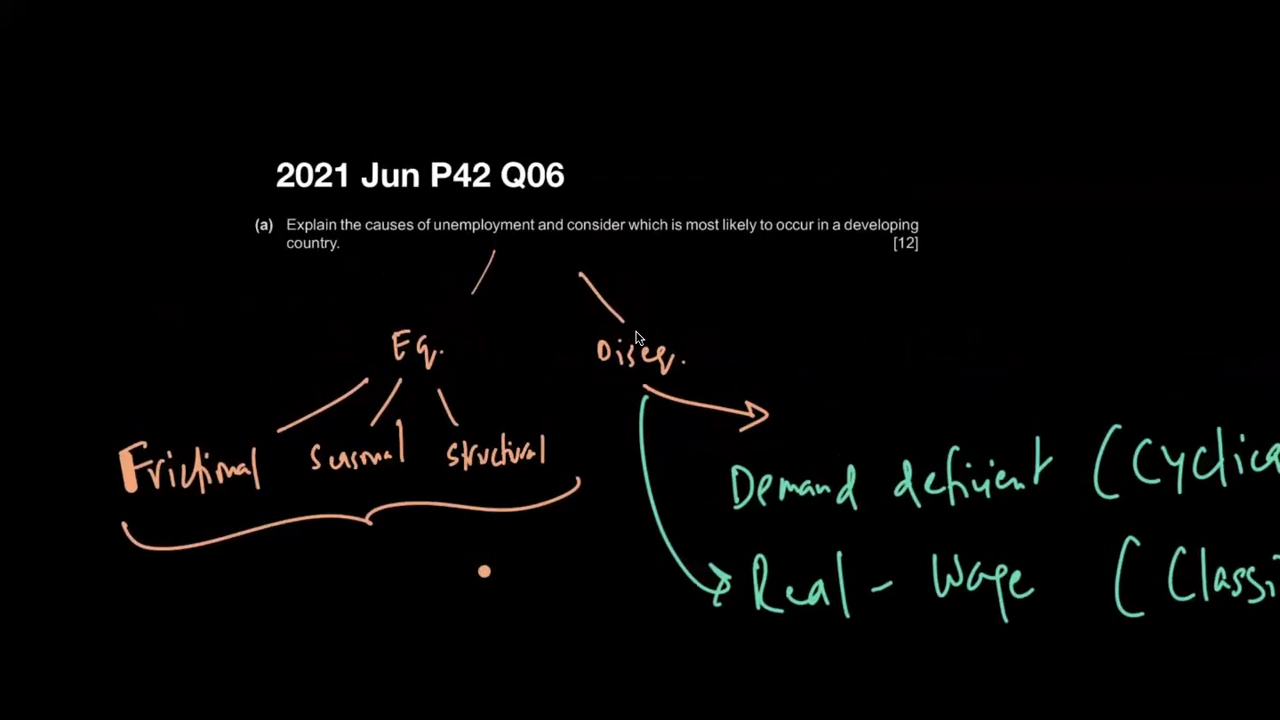 2021 Jun P42 Q06
(a) Explain the causes of unemployment and consider which is most likely to occur in a developing
country. [12]
Eq. Diseq.
Frictional seasonal structural
Demand deficient (Cyclica
Real - Wage (Classi